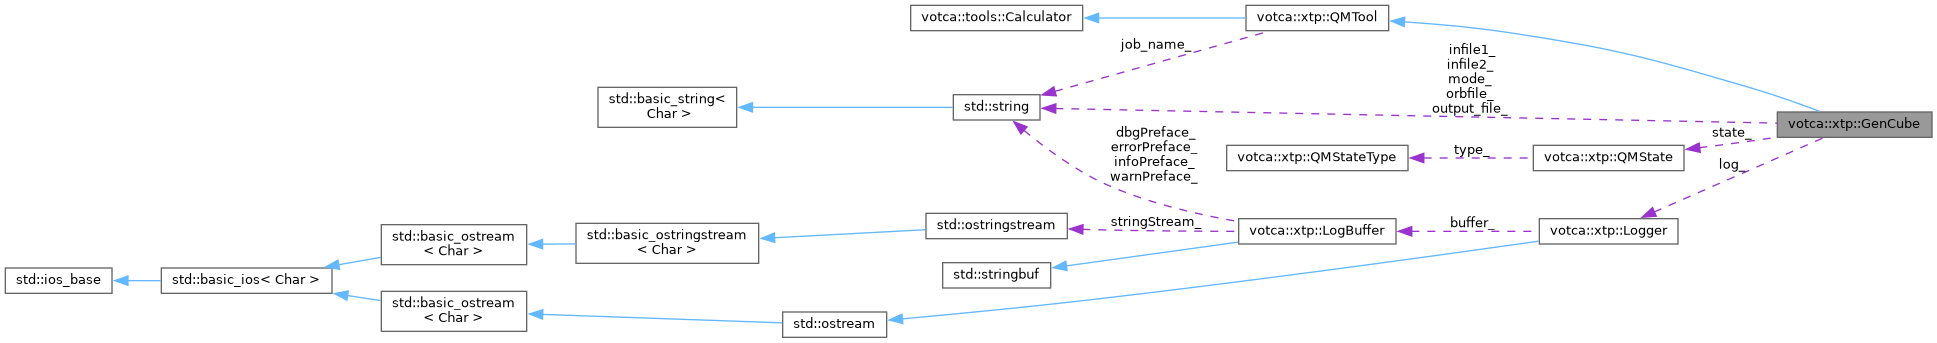 votca::tools::Calculator
votca::xtp::QMTool
job_name_
infile1_
infile2_
mode_
orbfile_
output_file_
std::basic_string<
Char >
std::string
votca::xtp::GenCube
dbgPreface_
errorPreface_
infoPreface_
warnPreface_
state_
votca::xtp::QMStateType
type_
votca::xtp::QMState
log_
std::ostringstream
stringStream_
votca::xtp::LogBuffer
buffer_
votca::xtp::Logger
std::basic_ostream
< Char >
std::basic_ostringstream
< Char >
std::stringbuf
std::ios_base
std::basic_ios< Char >
std::basic_ostream
< Char >
std::ostream